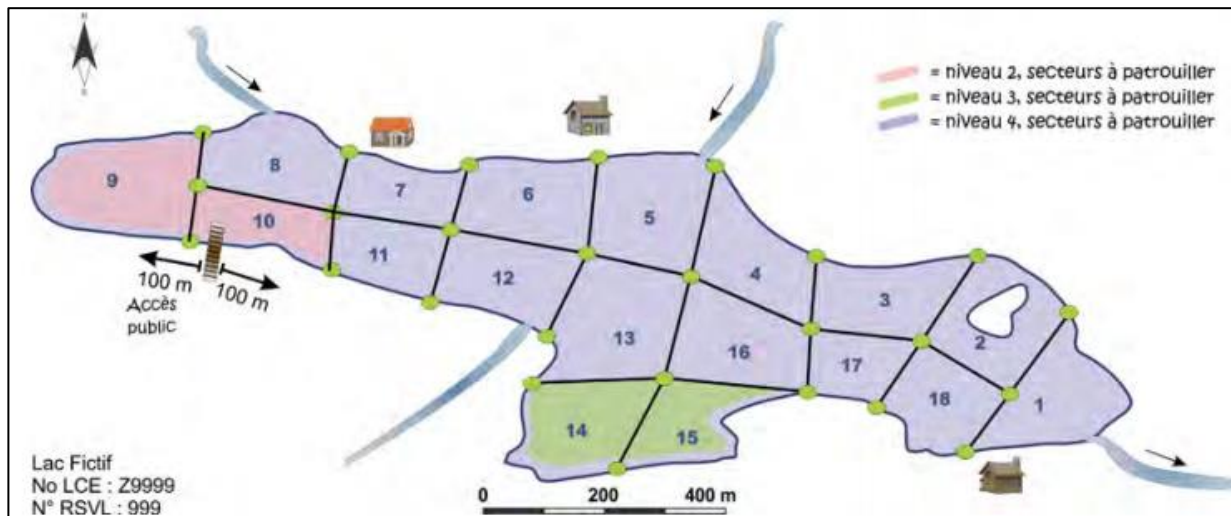 N
= niveau 2, secteurs à patrouiller
= niveau 3, secteurs à patrouiller
= niveau 4, secteurs à patrouiller
9
8
7
6
5
10
11
12
4
3
2
13
16
17
18
1
14
15
100 m
100 m
Accès
public
Lac Fictif
No LCE : Z9999
N° RSVL : 999
0 200 400 m